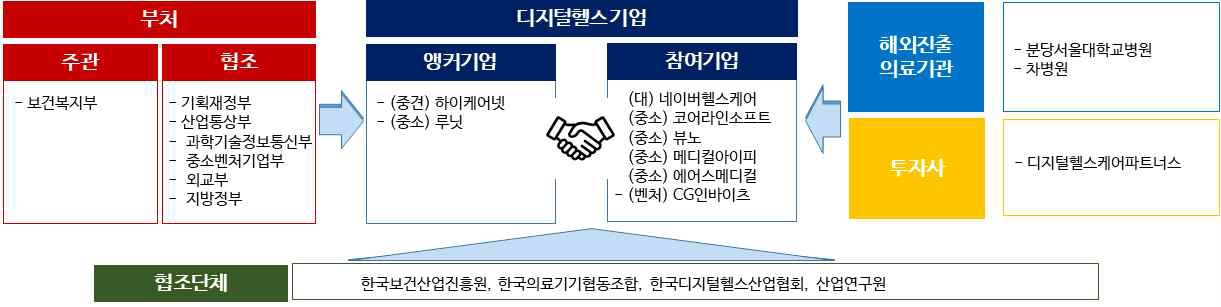 부처
주관
- 보건복지부
협조
- 기획재정부
- 산업통상부
- 과학기술정보통신부
- 중소벤처기업부
- 외교부
- 지방정부
디지털헬스기업
앵커기업
- (중견) 하이케어넷
- (중소) 루닛
참여기업
(대) 네이버헬스케어
(중소) 코어라인소프트
(중소) 뷰노
(중소) 메디컬아이피
(중소) 에어스메디컬
- (벤처) CG인바이츠
해외진출
의료기관
- 분당서울대학교병원
- 차병원
투자사
- 디지털헬스케어파트너스
협조단체
한국보건산업진흥원, 한국의료기기협동조합, 한국디지털헬스산업협회, 산업연구원